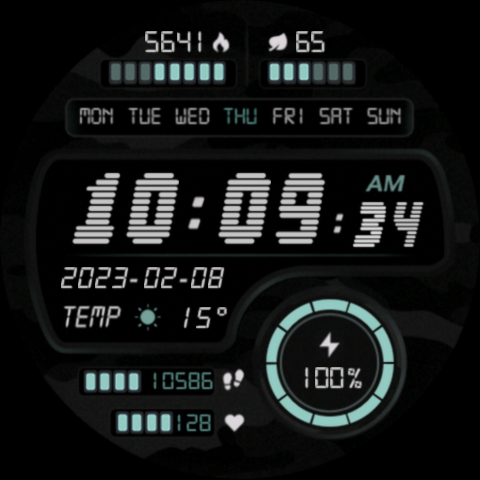 5641 65
MON TUE WED THU FRI SAT SUN
AM
10:09:34
2023-02-08
TEMP 15°
100%
10586
128